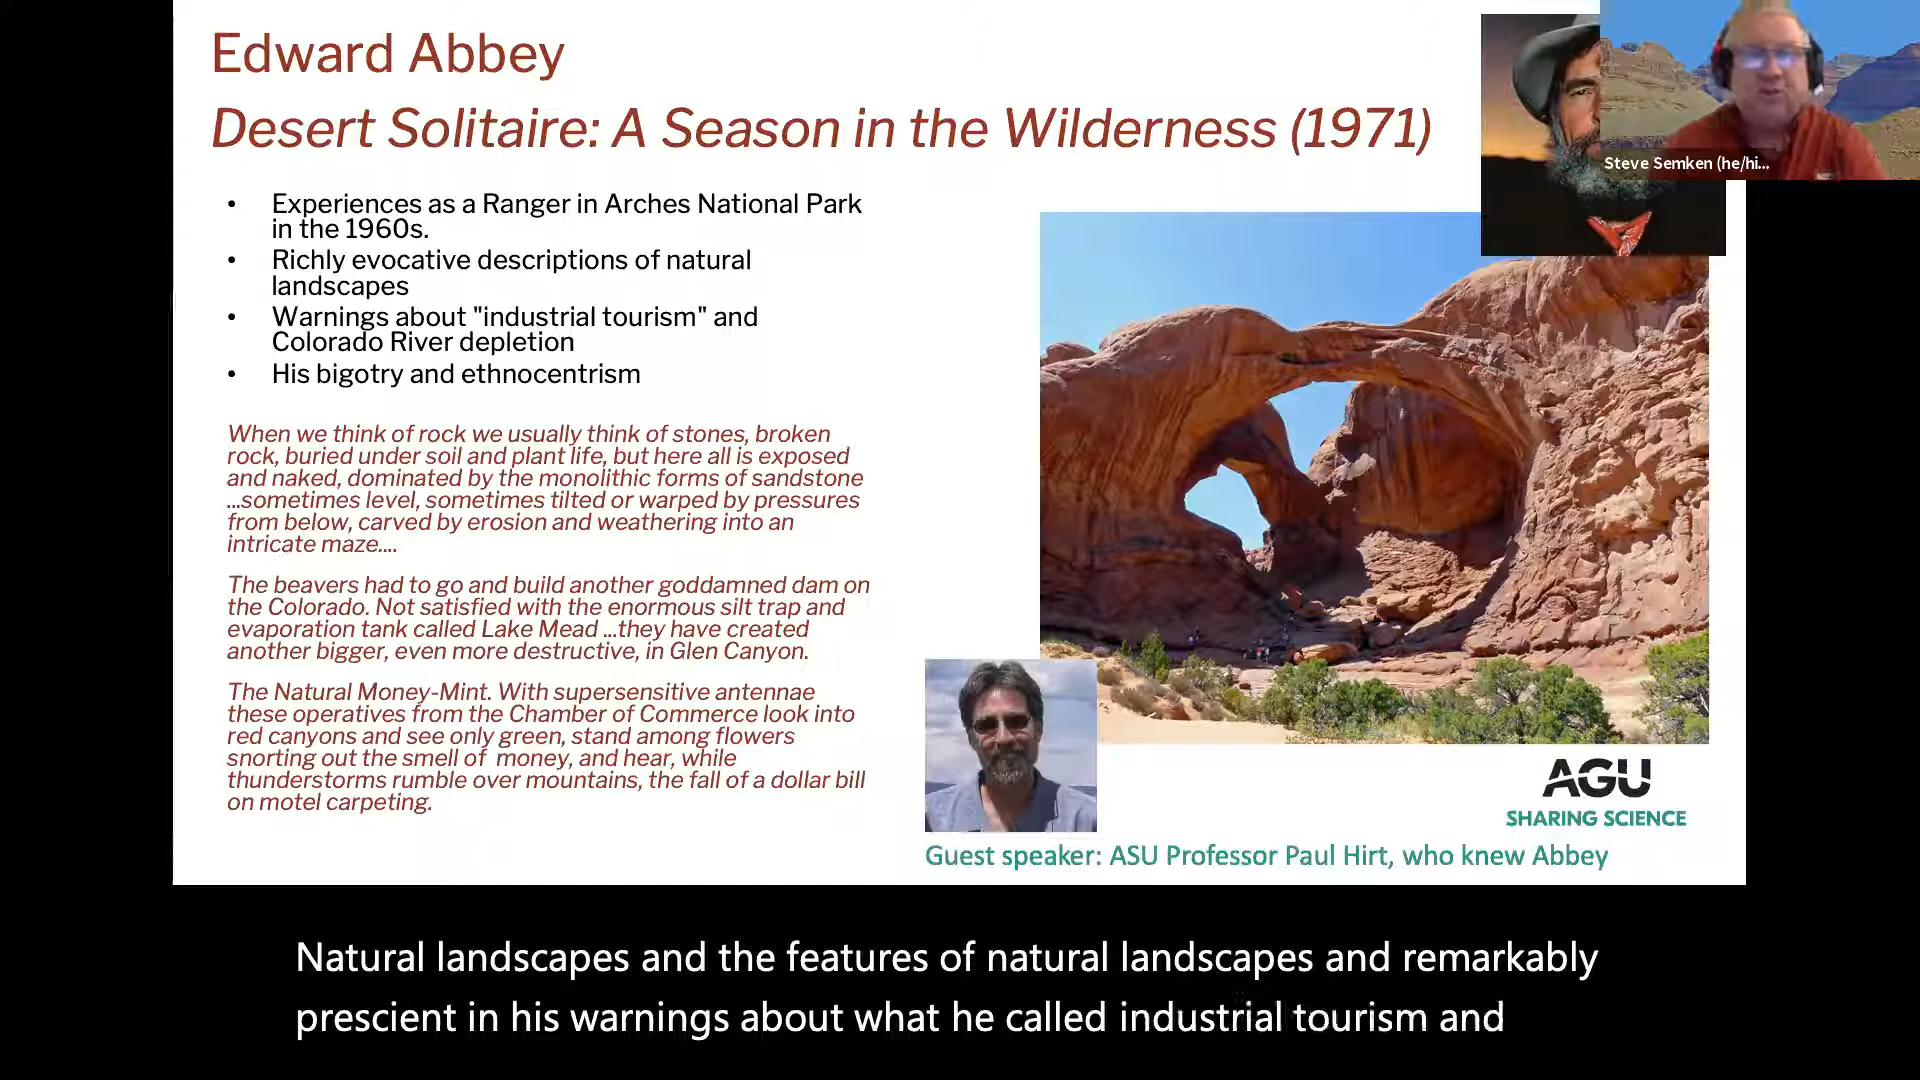 Edward Abbey
Desert Solitaire: A Season in the Wilderness (1971)
Steve Semken (he/hi...
• Experiences as a Ranger in Arches National Park
in the 1960s.
• Richly evocative descriptions of natural
landscapes
• Warnings about "industrial tourism" and
Colorado River depletion
• His bigotry and ethnocentrism
When we think of rock we usually think of stones, broken
rock, buried under soil and plant life, but here all is exposed
and naked, dominated by the monolithic forms of sandstone
...sometimes level, sometimes tilted or warped by pressures
from below, carved by erosion and weathering into an
intricate maze....
The beavers had to go and build another goddamned dam on
the Colorado. Not satisfied with the enormous silt trap and
evaporation tank called Lake Mead ...they have created
another bigger, even more destructive, in Glen Canyon.
The Natural Money-Mint. With supersensitive antennae
these operatives from the Chamber of Commerce look into
red canyons and see only green, stand among flowers
snorting out the smell of money, and hear, while
thunderstorms rumble over mountains, the fall of a dollar bill
on motel carpeting.
AGU
SHARING SCIENCE
Guest speaker: ASU Professor Paul Hirt, who knew Abbey
Natural landscapes and the features of natural landscapes and remarkably
prescient in his warnings about what he called industrial tourism and